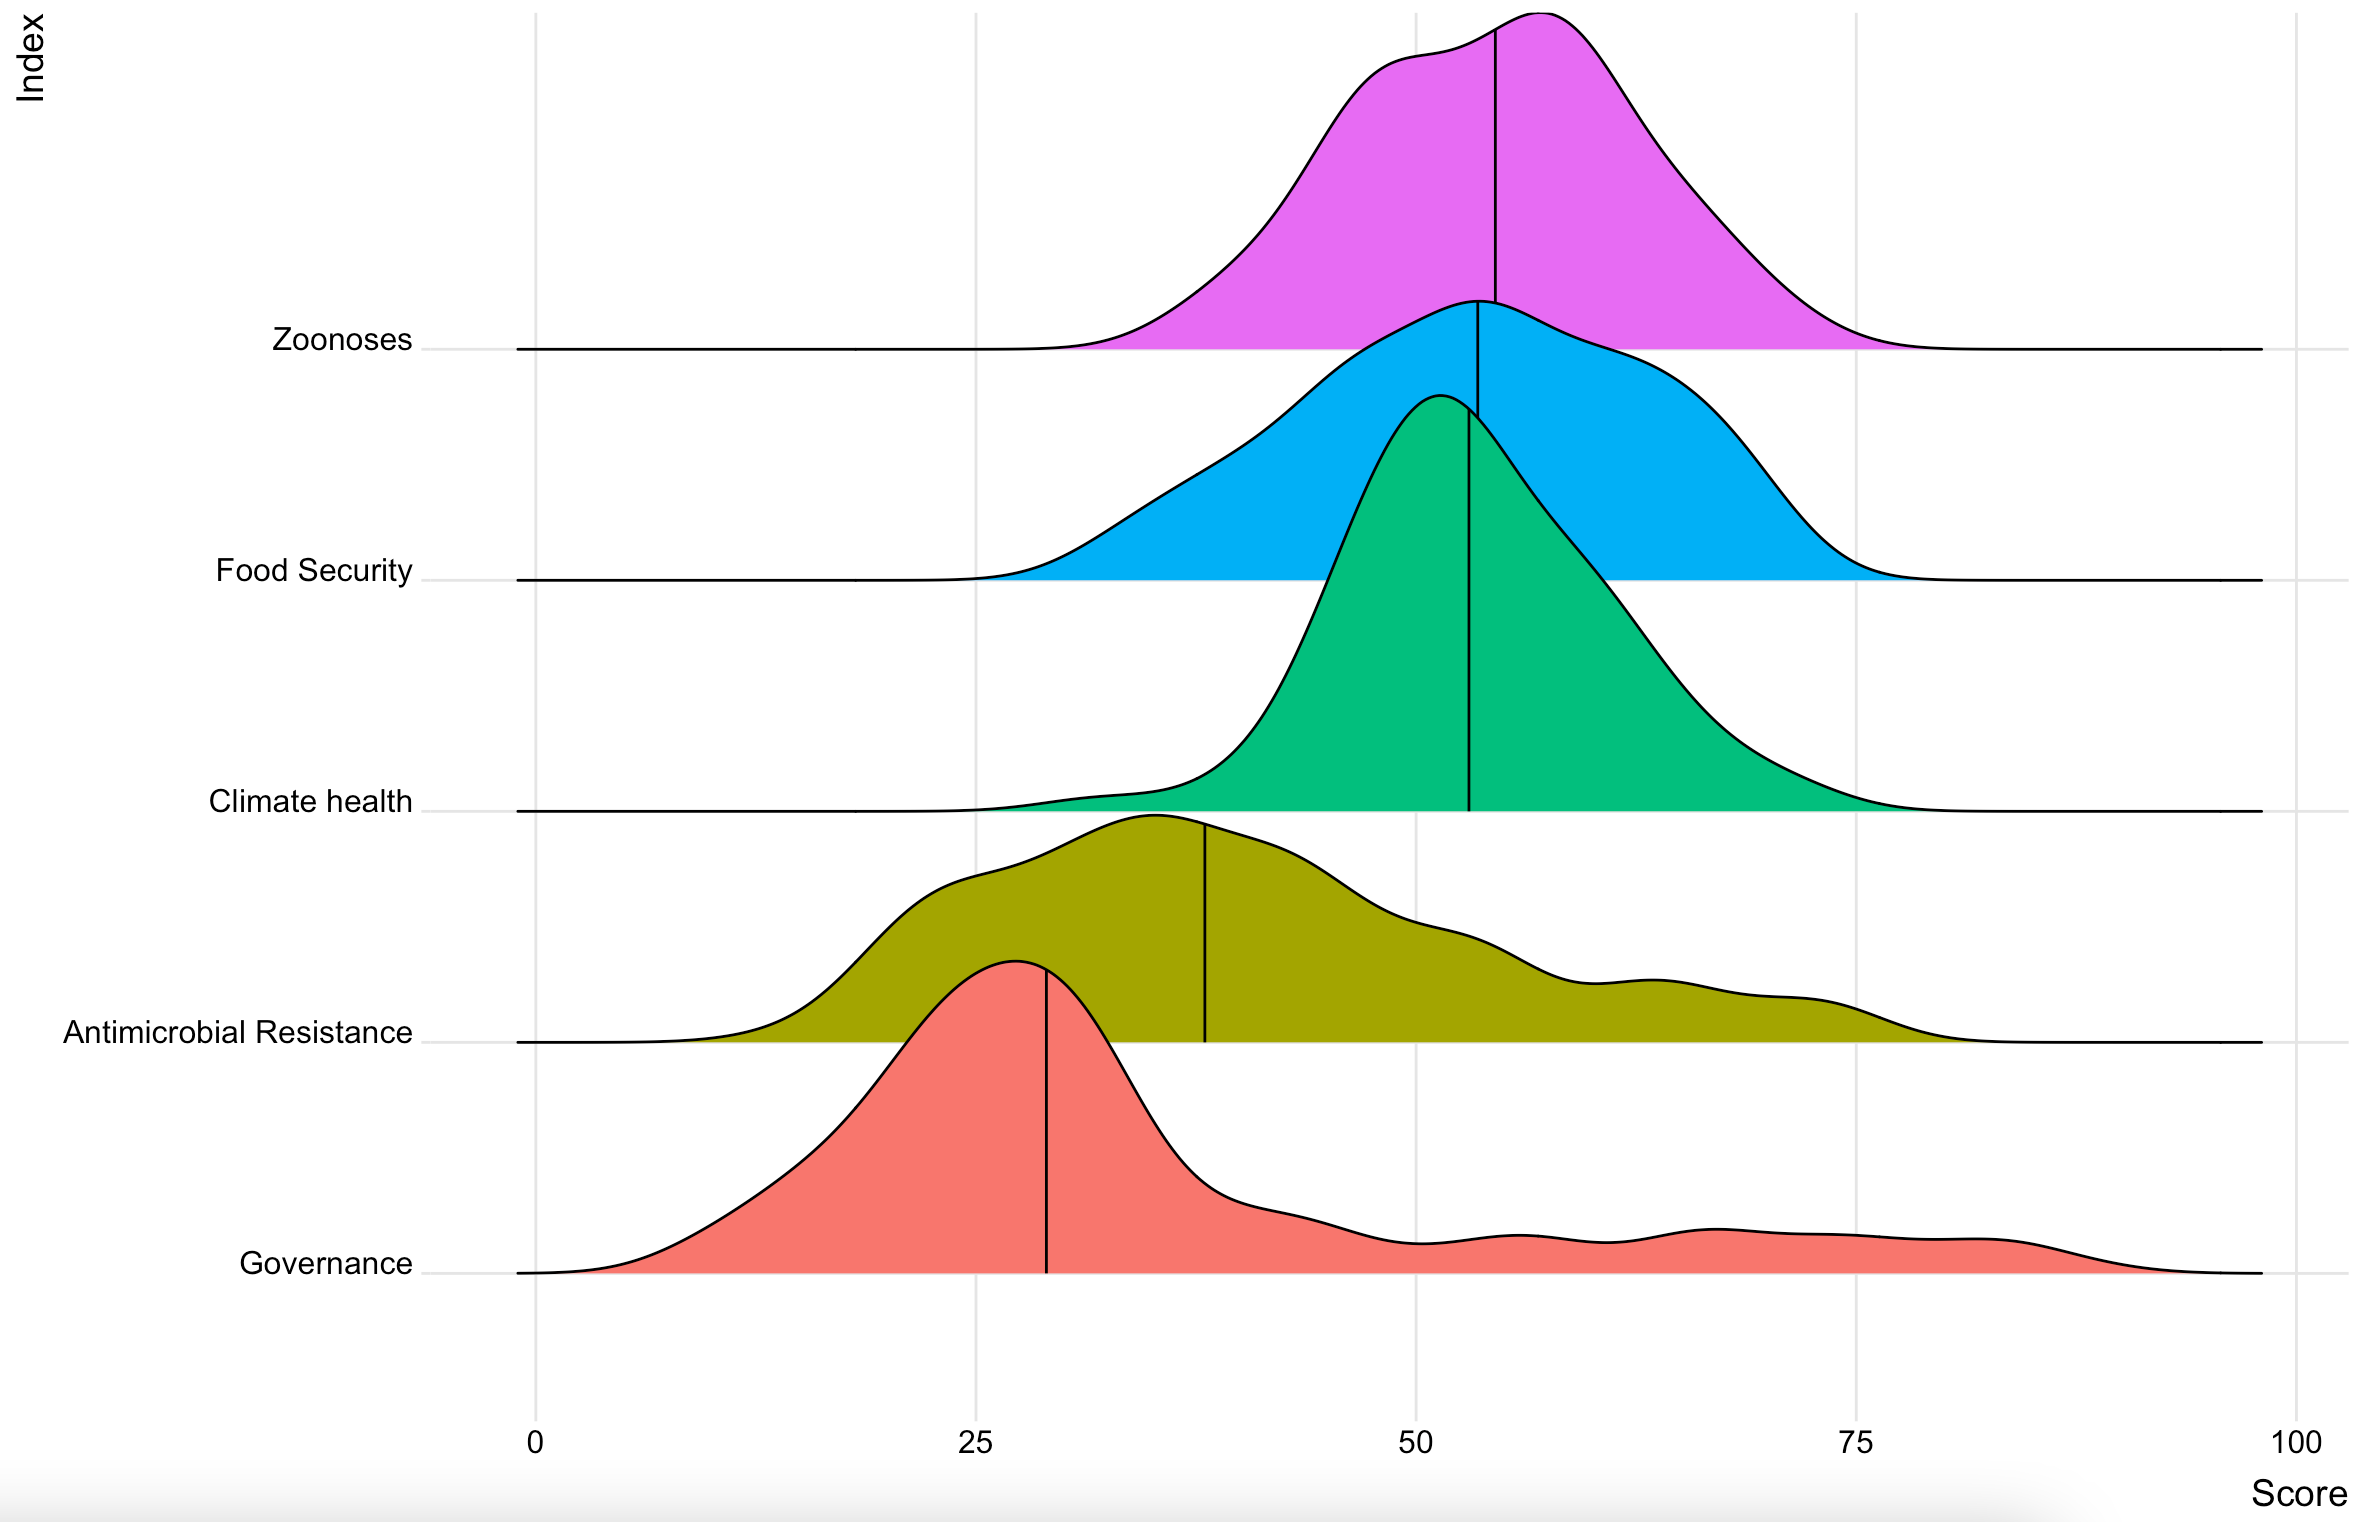 Index
Zoonoses
Food Security
Climate health
Antimicrobial Resistance
Governance
0 25 50 75 100
Score